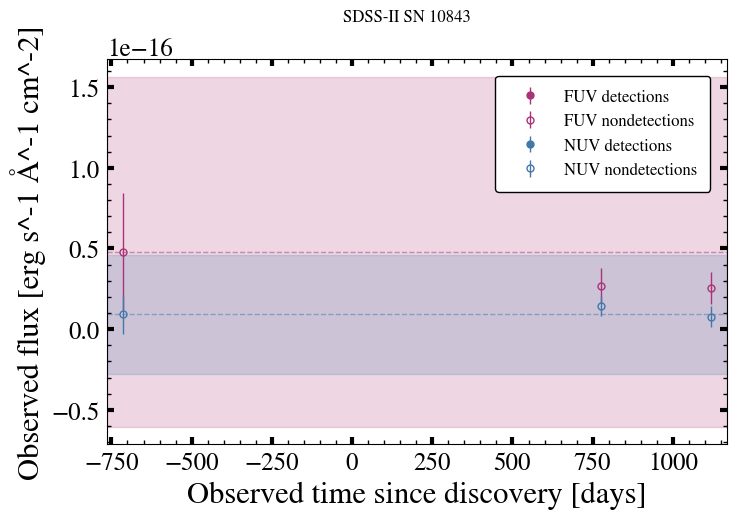 SDSS-II SN 10843
1e−16
Observed flux [erg s^-1 Å^-1 cm^-2]
1.5
1.0
0.5
0.0
−0.5
FUV detections
FUV nondetections
NUV detections
NUV nondetections
−750 −500 −250 0 250 500 750 1000
Observed time since discovery [days]